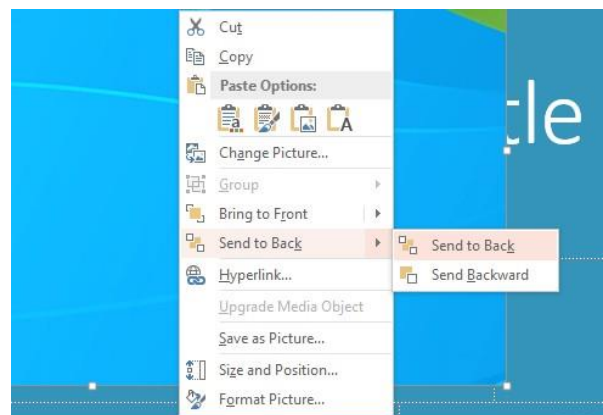 Cut
Copy
Paste Options:
a
A
tle
Change Picture...
Group
Bring to Front
Send to Back
Send to Back
Hyperlink...
Send Backward
Upgrade Media Object
Save as Picture...
Size and Position...
Format Picture...